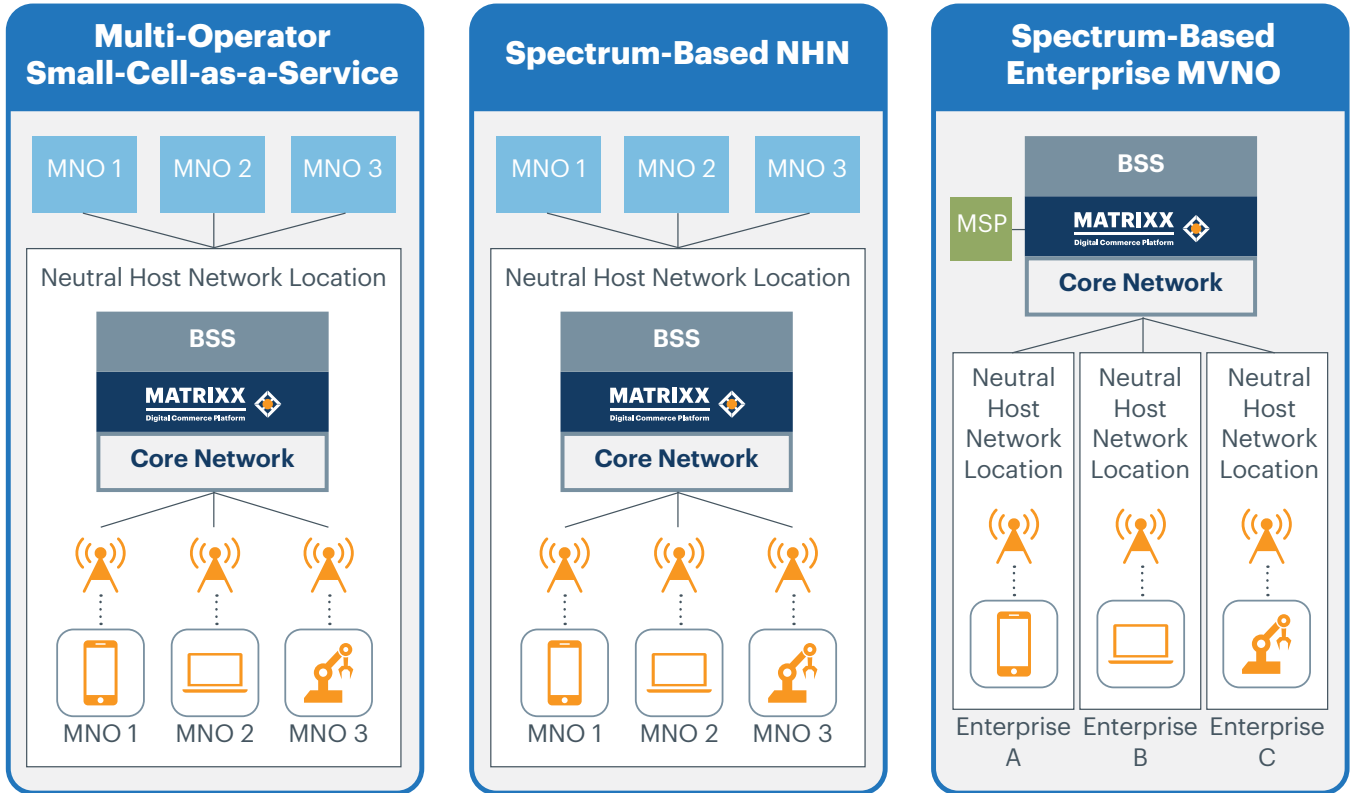 Multi-Operator
Small-Cell-as-a-Service
MNO 1
MNO 2
MNO 3
Neutral Host Network Location
BSS
MATRIXX
Digital Commerce Platform
Core Network
MNO 1
MNO 2
MNO 3
Spectrum-Based NHN
MNO 1
MNO 2
MNO 3
Neutral Host Network Location
BSS
MATRIXX
Digital Commerce Platform
Core Network
MNO 1
MNO 2
MNO 3
Spectrum-Based
Enterprise MVNO
BSS
MSP
MATRIXX
Digital Commerce Platform
Core Network
Neutral
Host
Network
Location
Neutral
Host
Network
Location
Neutral
Host
Network
Location
Enterprise
A
Enterprise
B
Enterprise
C